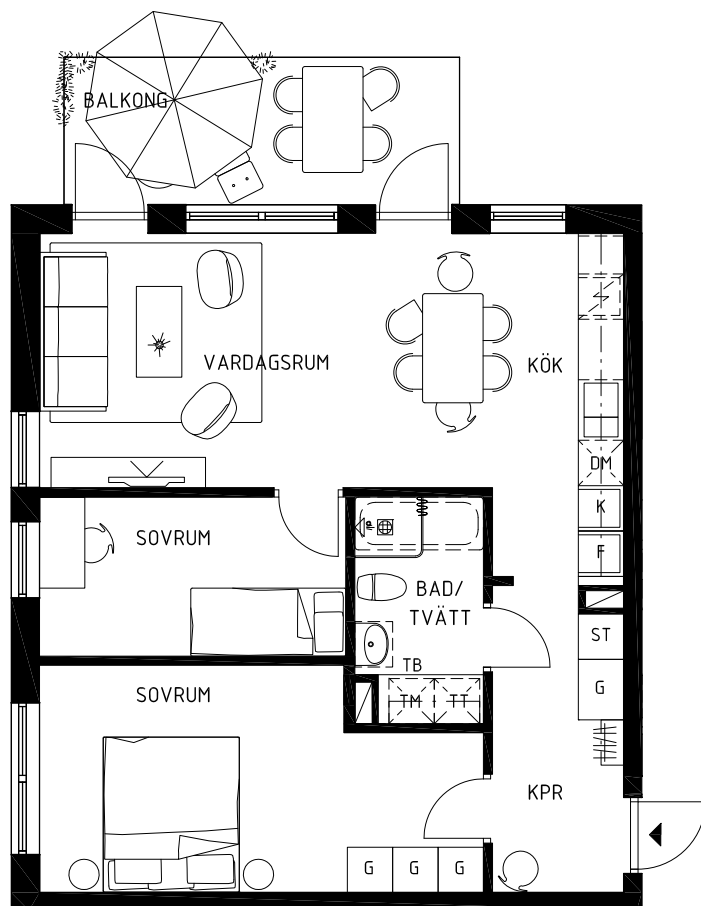 BALKONG
VARDAGSRUM
KÖK
DM
K
F
SOVRUM
BAD/
TVÄTT
ST
TB
G
SOVRUM
TM
TT
KPR
G
G
G